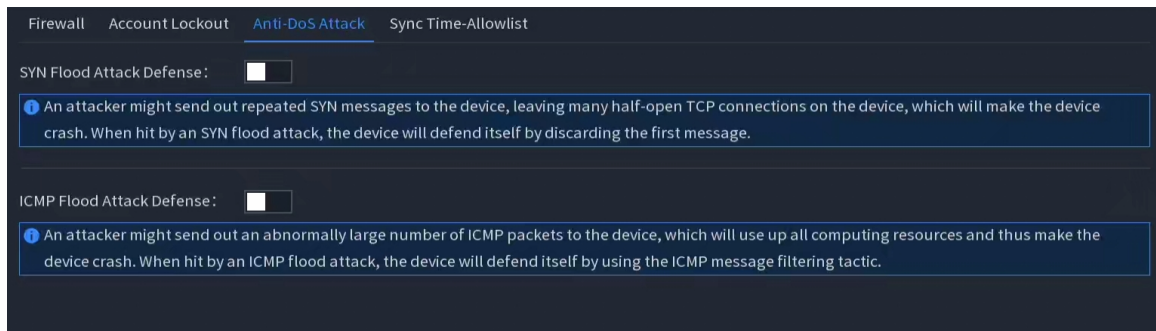 Firewall Account Lockout Anti-DoS Attack Sync Time-Allowlist
SYN Flood Attack Defense:
An attacker might send out repeated SYN messages to the device, leaving many half-open TCP connections on the device, which will make the device
crash. When hit by an SYN flood attack, the device will defend itself by discarding the first message.
ICMP Flood Attack Defense:
An attacker might send out an abnormally large number of ICMP packets to the device, which will use up all computing resources and thus make the
device crash. When hit by an ICMP flood attack, the device will defend itself by using the ICMP message filtering tactic.